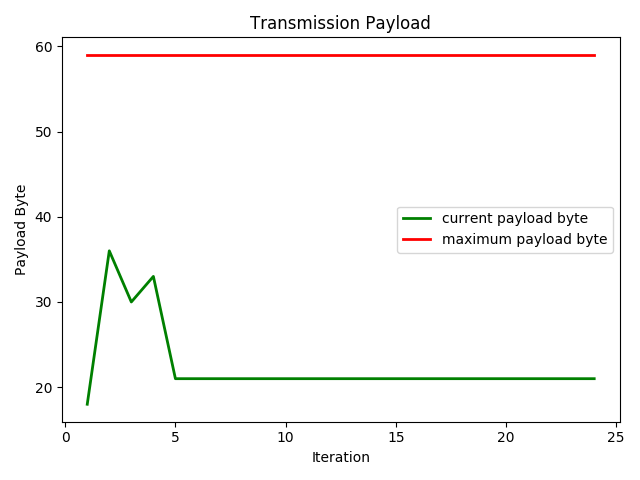 Transmission Payload
60
50
40
30
20
Payload Byte
current payload byte
maximum payload byte
0 5 10 15 20 25
Iteration